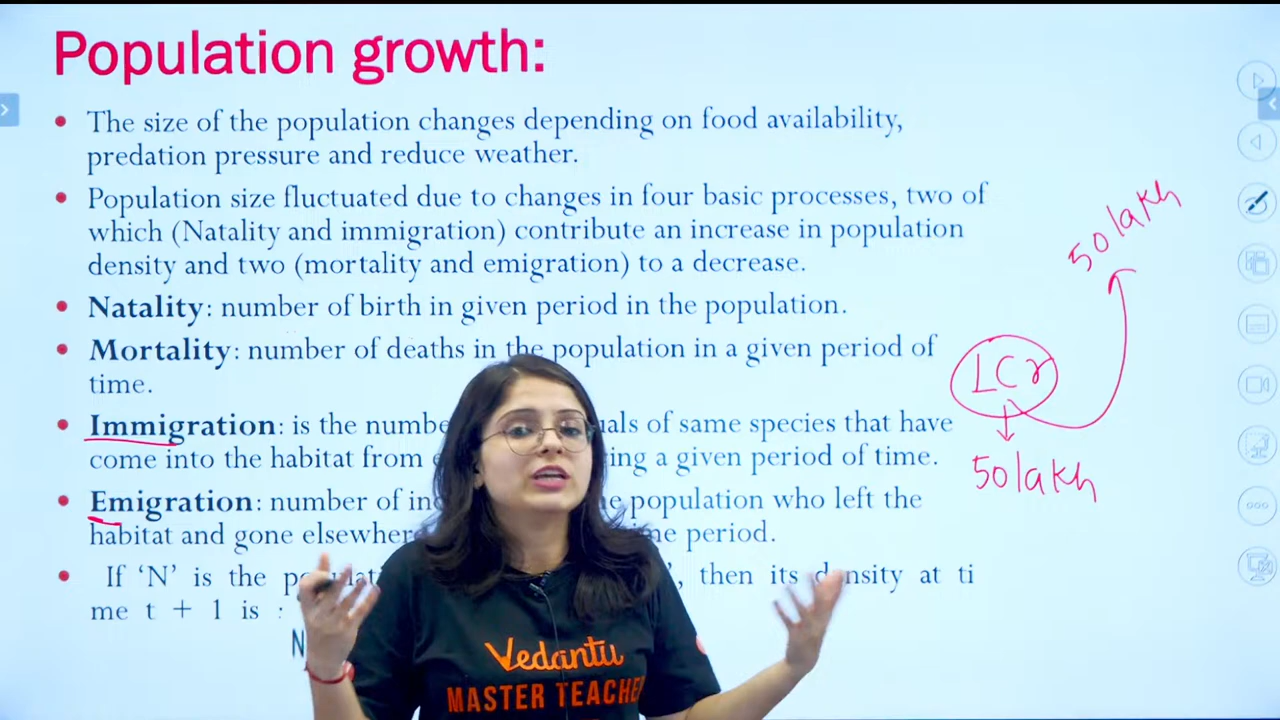 Population growth:
• The size of the population changes depending on food availability,
predation pressure and reduce weather.
• Population size fluctuated due to changes in four basic processes, two of
which (Natality and immigration) contribute an increase in population
density and two (mortality and emigration) to a decrease.
• Natality: number of birth in given period in the population.
• Mortality: number of deaths in the population in a given period of
time.
• Immigration: is the numbe uals of same species that have
come into the habitat from ing a given period of time.
• Emigration: number of in e population who left the
habitat and gone elsewher me period.
• If ‘N’ is the p lat ’, then its density at ti
me t + 1 is :
N
50 lakh
LCr
50 lakh
Vedantu
MASTER TEACHE